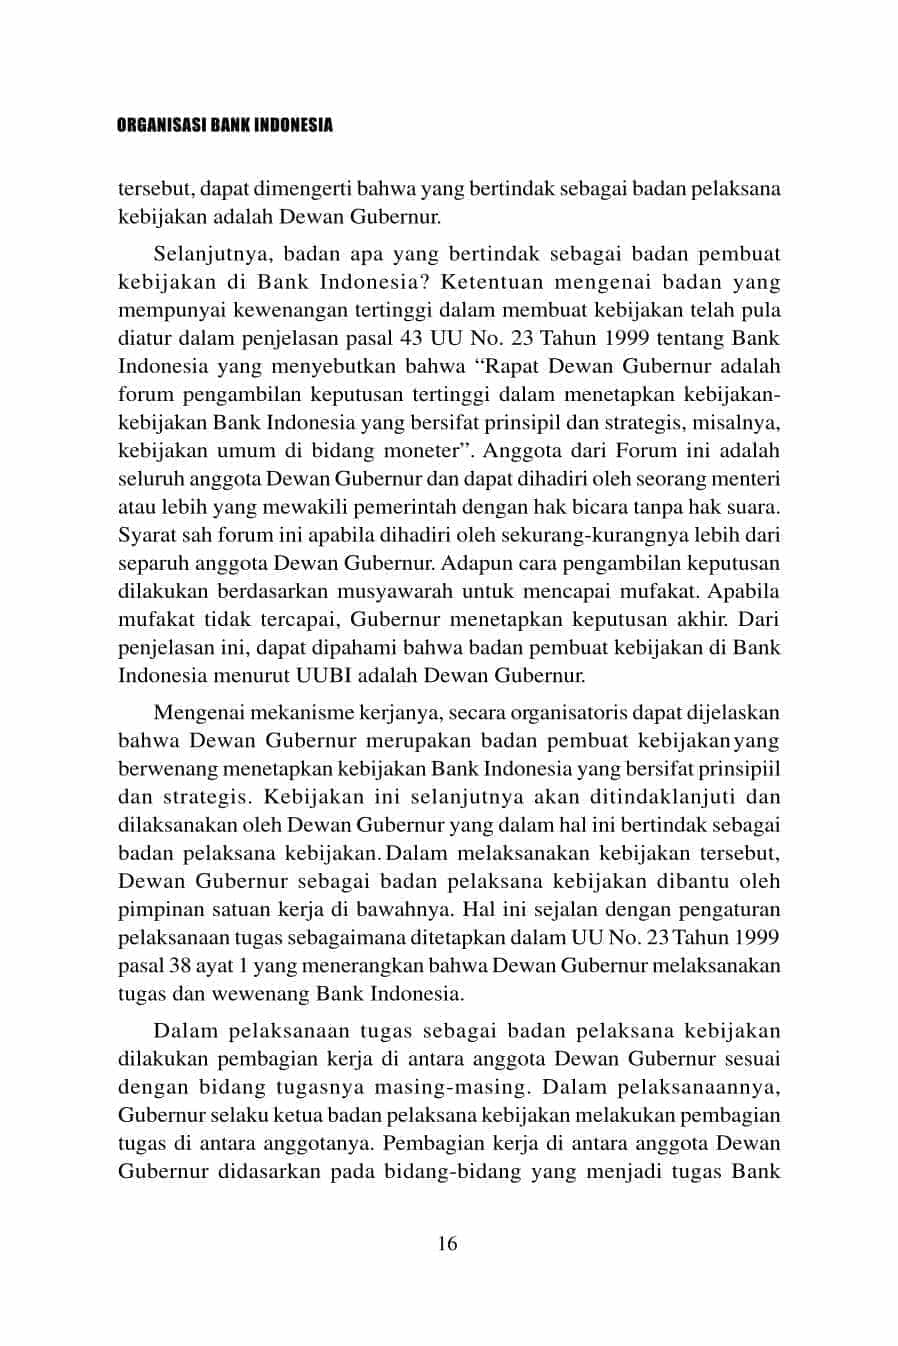 ORGANISASI BANK INDONESIA
tersebut, dapat dimengerti bahwa yang bertindak sebagai badan pelaksana
kebijakan adalah Dewan Gubernur.
Selanjutnya, badan apa yang bertindak sebagai badan pembuat
kebijakan di Bank Indonesia? Ketentuan mengenai badan yang
mempunyai kewenangan tertinggi dalam membuat kebijakan telah pula
diatur dalam penjelasan pasal 43 UU No. 23 Tahun 1999 tentang Bank
Indonesia yang menyebutkan bahwa “Rapat Dewan Gubernur adalah
forum pengambilan keputusan tertinggi dalam menetapkan kebijakan-
kebijakan Bank Indonesia yang bersifat prinsipil dan strategis, misalnya,
kebijakan umum di bidang moneter”. Anggota dari Forum ini adalah
seluruh anggota Dewan Gubernur dan dapat dihadiri oleh seorang menteri
atau lebih yang mewakili pemerintah dengan hak bicara tanpa hak suara.
Syarat sah forum ini apabila dihadiri oleh sekurang-kurangnya lebih dari
separuh anggota Dewan Gubernur. Adapun cara pengambilan keputusan
dilakukan berdasarkan musyawarah untuk mencapai mufakat. Apabila
mufakat tidak tercapai, Gubernur menetapkan keputusan akhir. Dari
penjelasan ini, dapat dipahami bahwa badan pembuat kebijakan di Bank
Indonesia menurut UUBI adalah Dewan Gubernur.
Mengenai mekanisme kerjanya, secara organisatoris dapat dijelaskan
bahwa Dewan Gubernur merupakan badan pembuat kebijakan yang
berwenang menetapkan kebijakan Bank Indonesia yang bersifat prinsipiil
dan strategis. Kebijakan ini selanjutnya akan ditindaklanjuti dan
dilaksanakan oleh Dewan Gubernur yang dalam hal ini bertindak sebagai
badan pelaksana kebijakan. Dalam melaksanakan kebijakan tersebut,
Dewan Gubernur sebagai badan pelaksana kebijakan dibantu oleh
pimpinan satuan kerja di bawahnya. Hal ini sejalan dengan pengaturan
pelaksanaan tugas sebagaimana ditetapkan dalam UU No. 23 Tahun 1999
pasal 38 ayat 1 yang menerangkan bahwa Dewan Gubernur melaksanakan
tugas dan wewenang Bank Indonesia.
Dalam pelaksanaan tugas sebagai badan pelaksana kebijakan
dilakukan pembagian kerja di antara anggota Dewan Gubernur sesuai
dengan bidang tugasnya masing-masing. Dalam pelaksanaannya,
Gubernur selaku ketua badan pelaksana kebijakan melakukan pembagian
tugas di antara anggotanya. Pembagian kerja di antara anggota Dewan
Gubernur didasarkan pada bidang-bidang yang menjadi tugas Bank
16